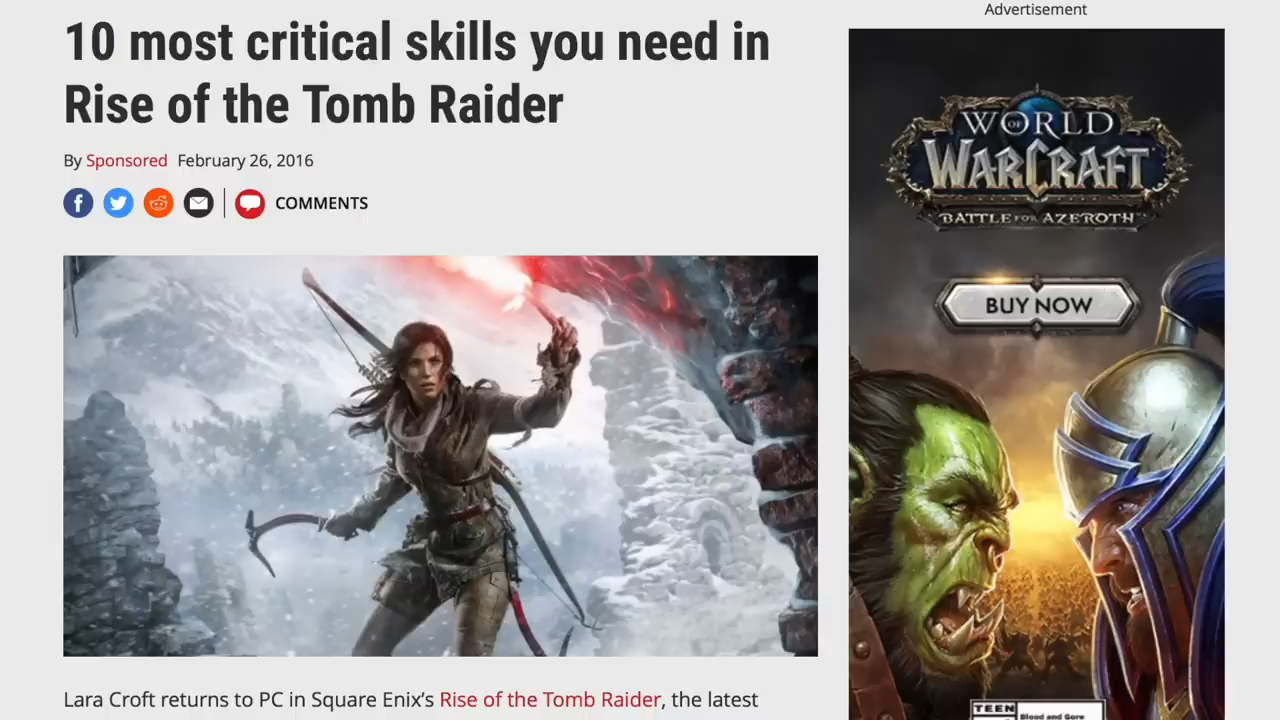 10 most critical skills you need in
Rise of the Tomb Raider
By Sponsored February 26, 2016
COMMENTS
Lara Croft returns to PC in Square Enix’s Rise of the Tomb Raider, the latest
Advertisement
WORLD
OF
WARCRAFT
BATTLE FOR AZEROTH
BUY NOW
TEEN
Blood and Gore